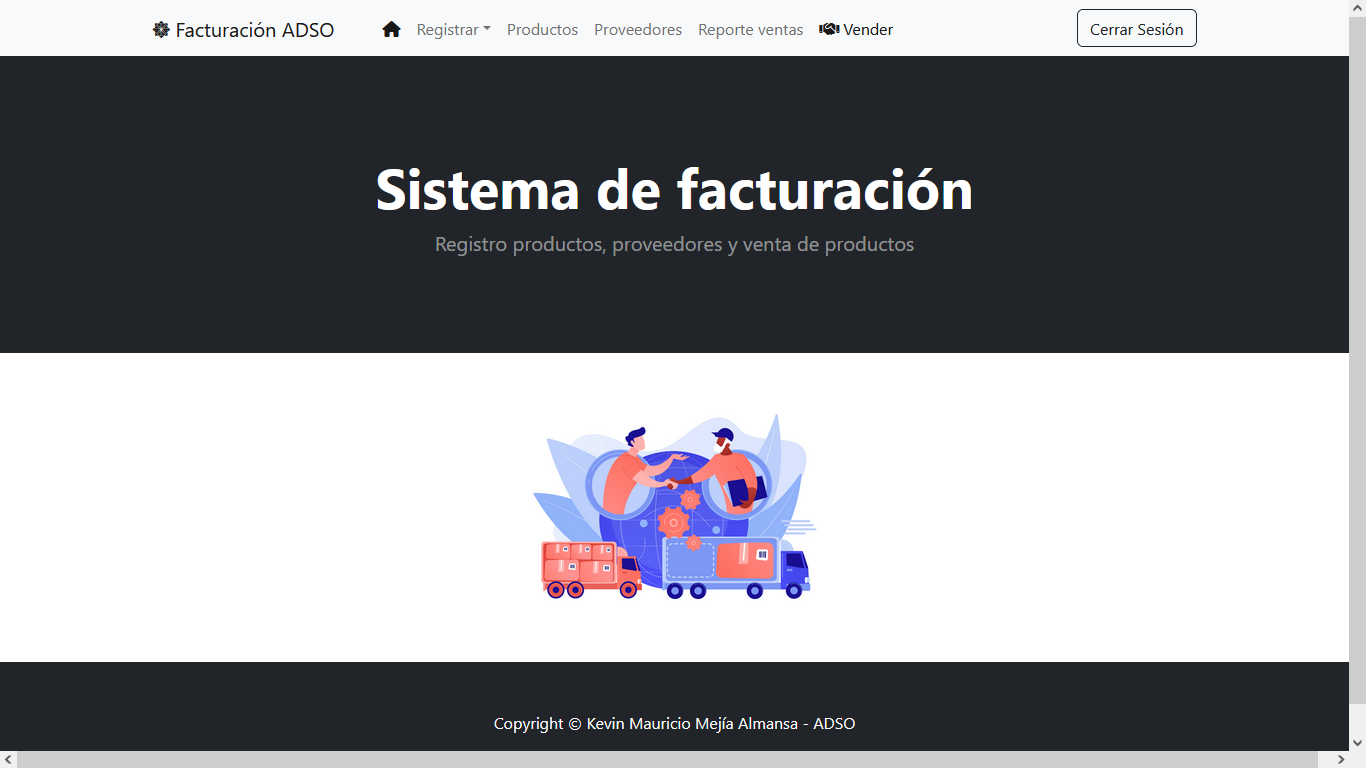 Facturación ADSO Registrar Productos Proveedores Reporte ventas Vender Cerrar Sesión
Sistema de facturación
Registro productos, proveedores y venta de productos
Copyright © Kevin Mauricio Mejía Almansa - ADSO